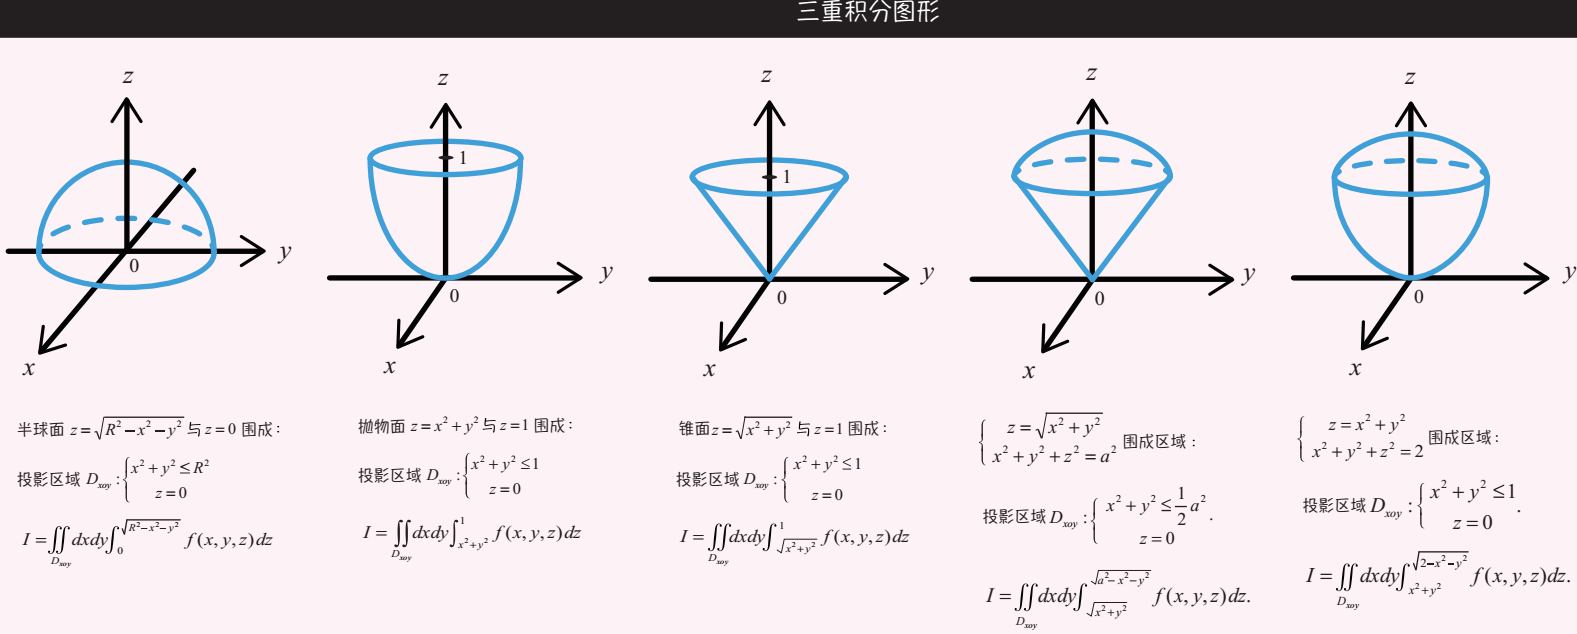 三重积分图形
z
y
0
x
半球面 z=√(R²−x²−y²) 与 z=0 围成：
投影区域 D_xoy：{x²+y²≤R²
z=0
I=∬_{D_xoy} dxdy∫_0^{√(R²−x²−y²)} f(x,y,z)dz
z
1
y
0
x
抛物面 z=x²+y² 与 z=1 围成：
投影区域 D_xoy：{x²+y²≤1
z=0
I=∬_{D_xoy} dxdy∫_{x²+y²}^1 f(x,y,z)dz
z
1
y
0
x
锥面z=√(x²+y²) 与 z=1 围成：
投影区域 D_xoy：{x²+y²≤1
z=0
I=∬_{D_xoy} dxdy∫_{√(x²+y²)}^1 f(x,y,z)dz
z
y
0
x
{z=√(x²+y²)
x²+y²+z²=a² 围成区域：
投影区域 D_xoy：{x²+y²≤1/2 a².
z=0
I=∬_{D_xoy} dxdy∫_{√(x²+y²)}^{√(a²−x²−y²)} f(x,y,z)dz.
z
y
0
x
{z=x²+y²
x²+y²+z²=2 围成区域：
投影区域 D_xoy：{x²+y²≤1.
z=0
I=∬_{D_xoy} dxdy∫_{x²+y²}^{√(2−x²−y²)} f(x,y,z)dz.